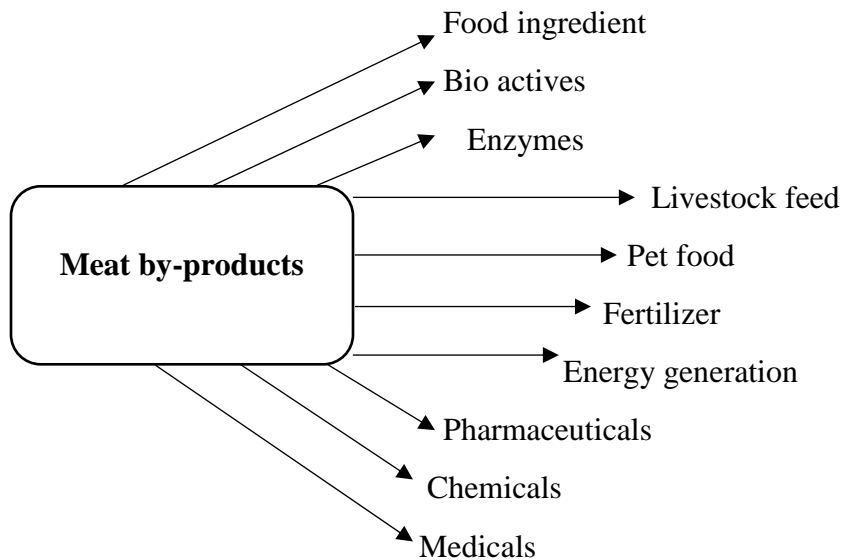 Food ingredient
Bio actives
Enzymes
Livestock feed
Meat by-products
Pet food
Fertilizer
Energy generation
Pharmaceuticals
Chemicals
Medicals